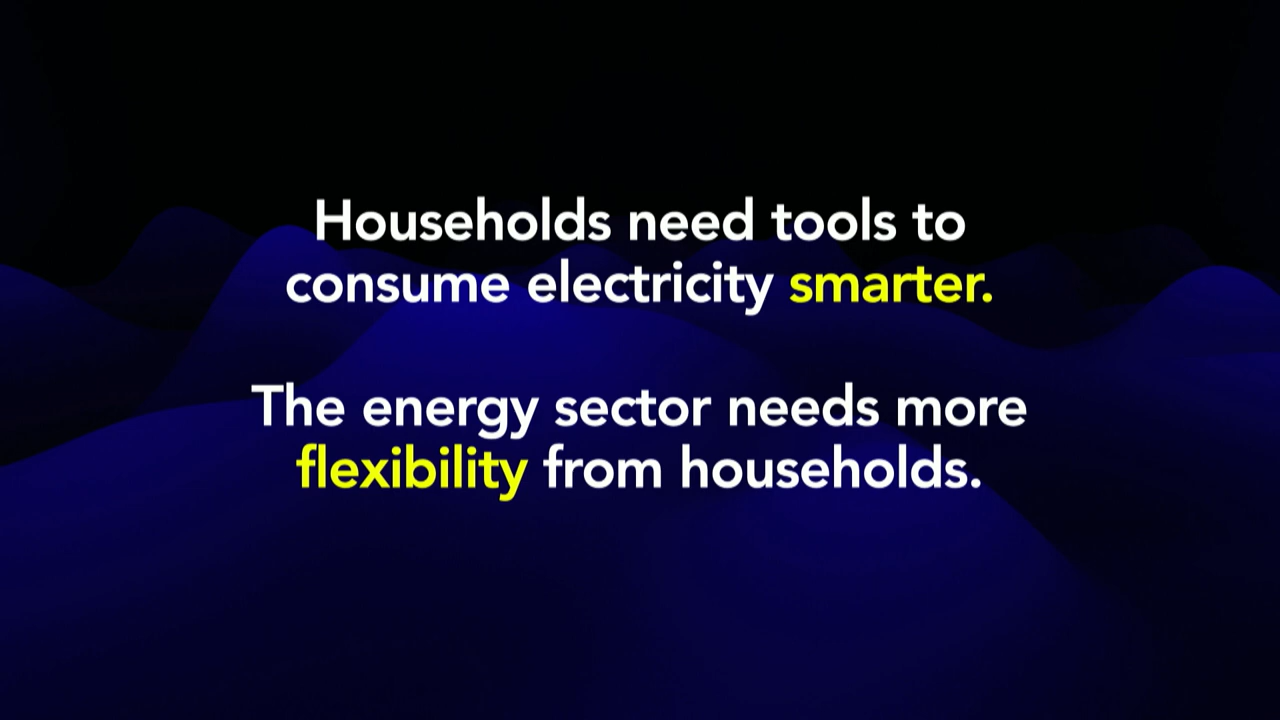 Households need tools to
consume electricity smarter.
The energy sector needs more
flexibility from households.